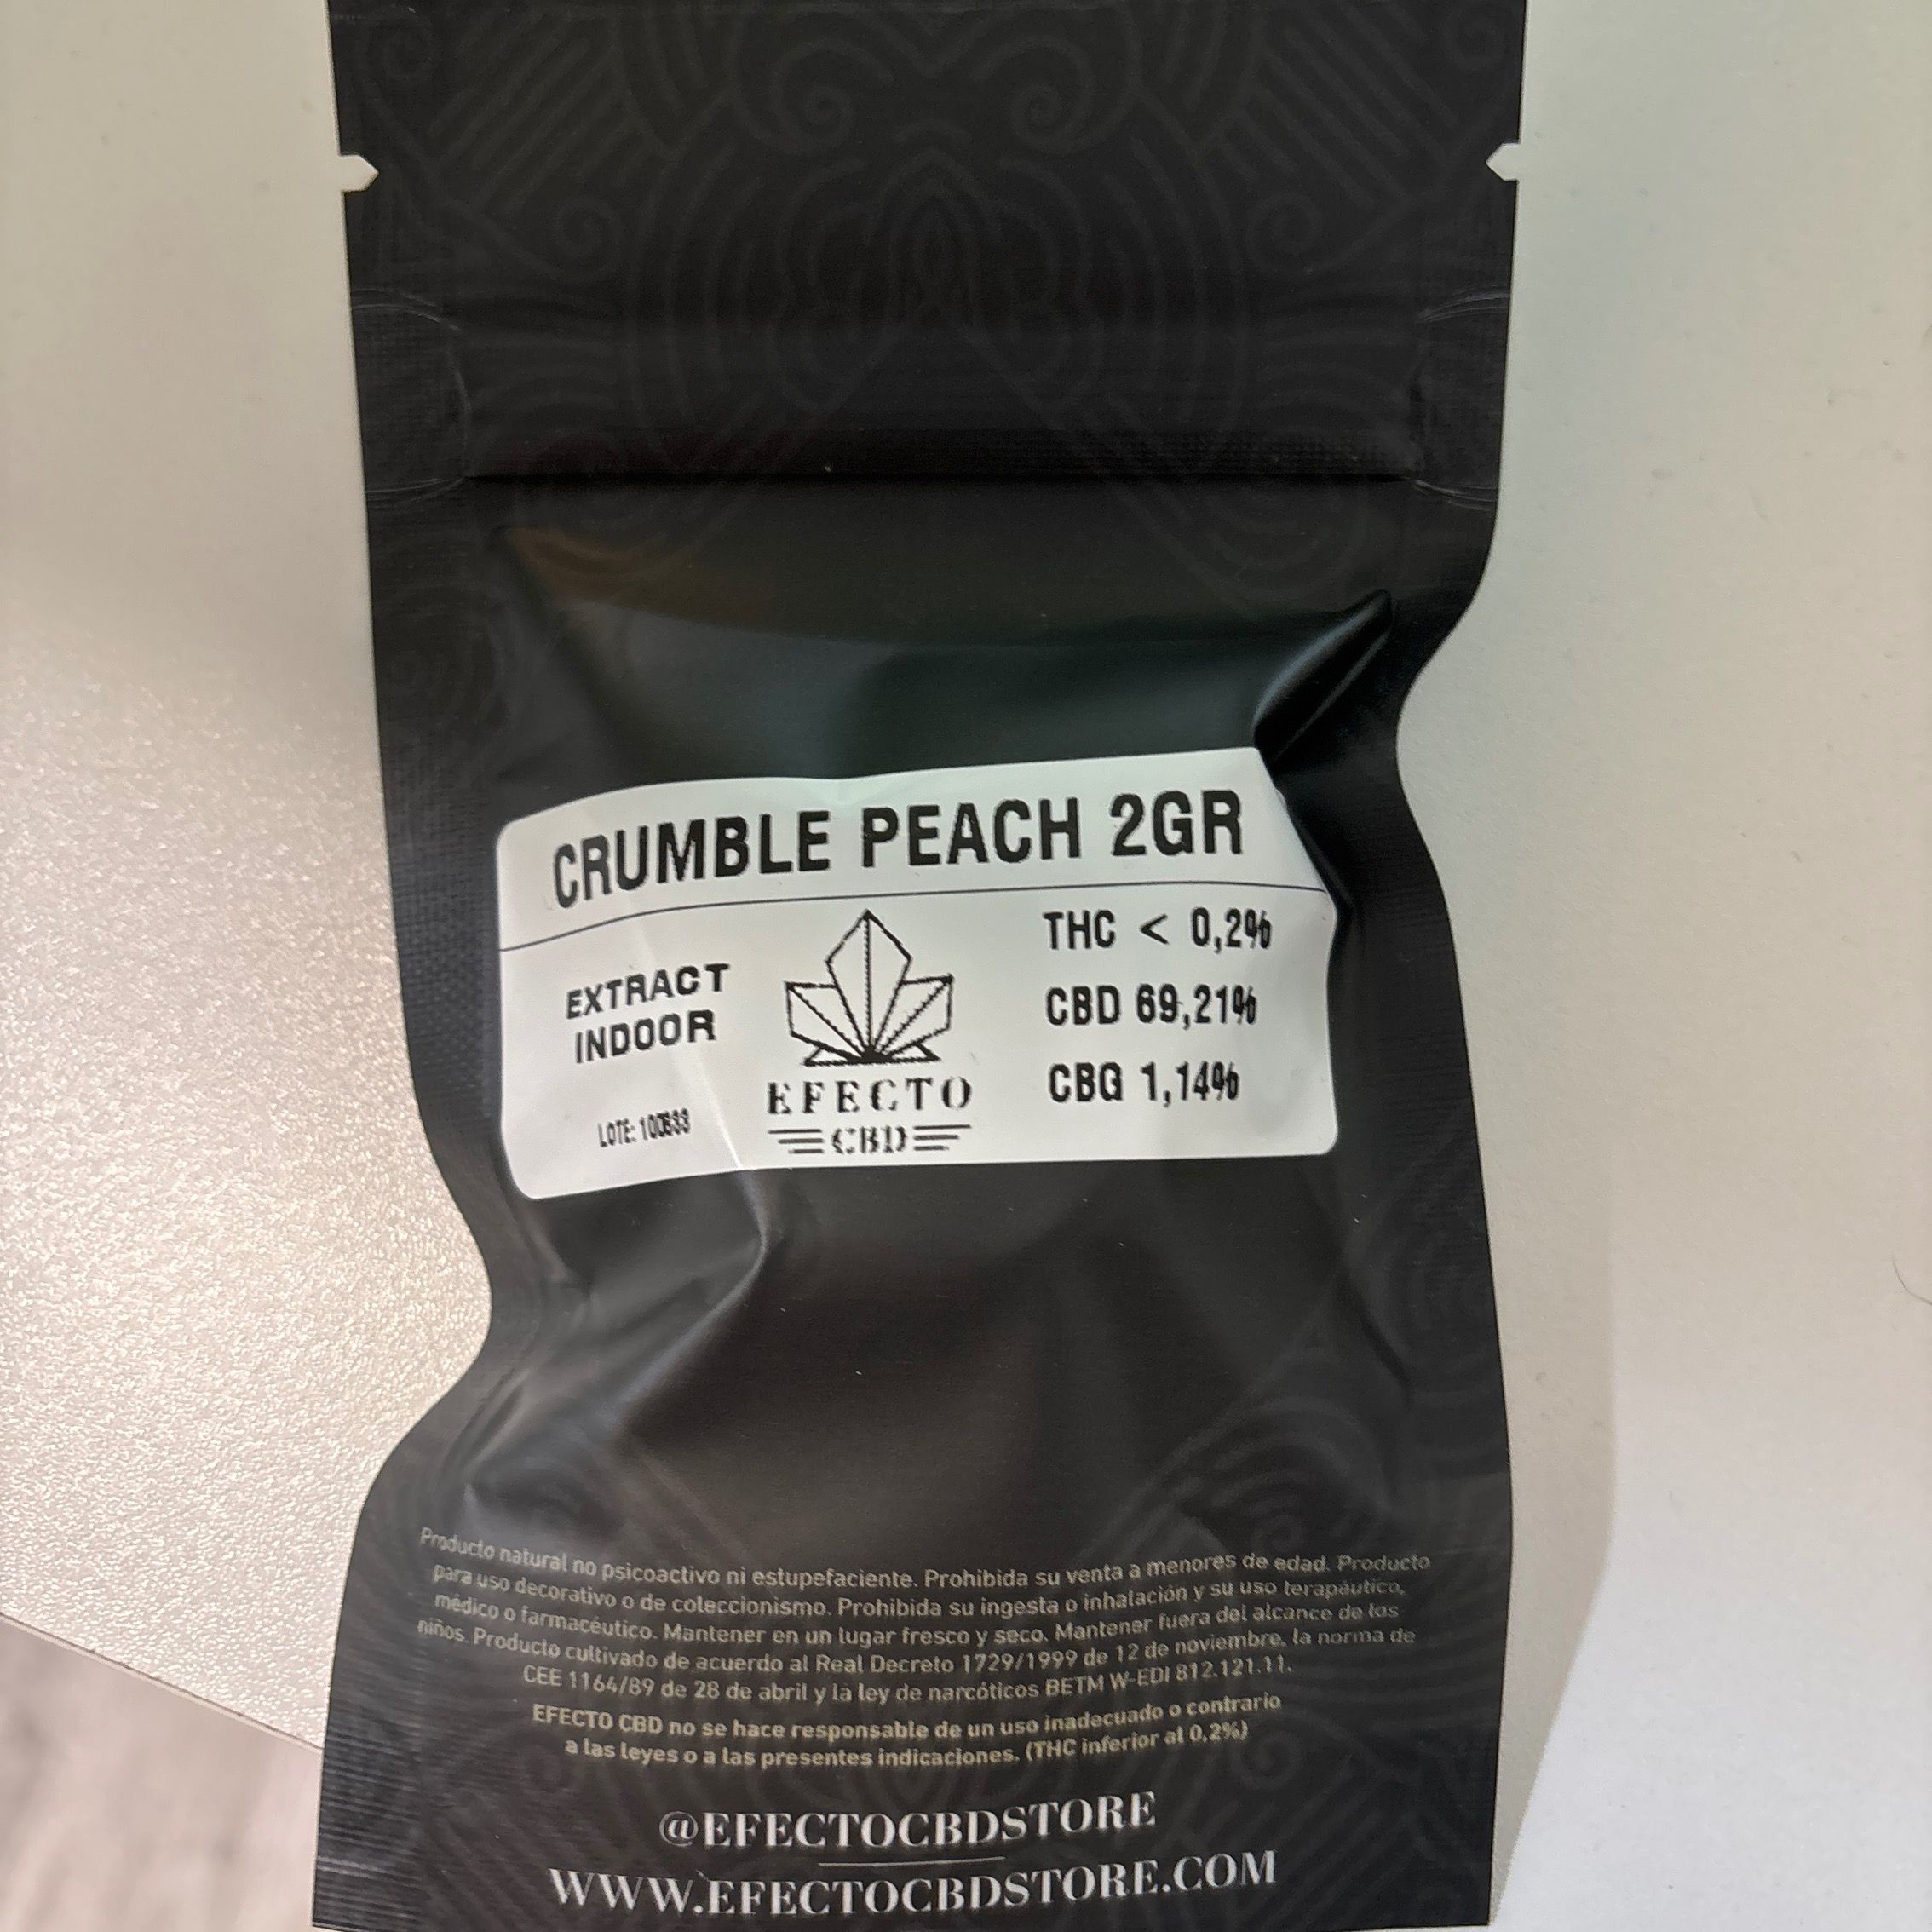 CRUMBLE PEACH 2GR
EXTRACT
INDOOR
LOTE:
EFECTO
CBD
THC < 0,2%
CBD 69,21%
CBG 1,14%
Producto natural no psicoactivo ni estupefaciente. Prohibida su venta a menores de edad. Producto
para uso decorativo o de coleccionismo. Prohibida su ingesta o inhalación y su uso terapáutico,
médico o farmacéutico. Mantener en un lugar fresco y seco. Mantener fuera del alcance de los
niños. Producto cultivado de acuerdo al Real Decreto 1729/1999 de 12 de noviembre, la norma de
CEE 1164/89 de 28 de abril y la ley de narcóticos BETM W-EDI 812.121.11.
EFECTO CBD no se hace responsable de un uso inadecuado o contrario
a las leyes o a las presentes indicaciones. (THC inferior al 0,2%)
@EFECTOCBDSTORE
WWW.EFECTOCBDSTORE.COM